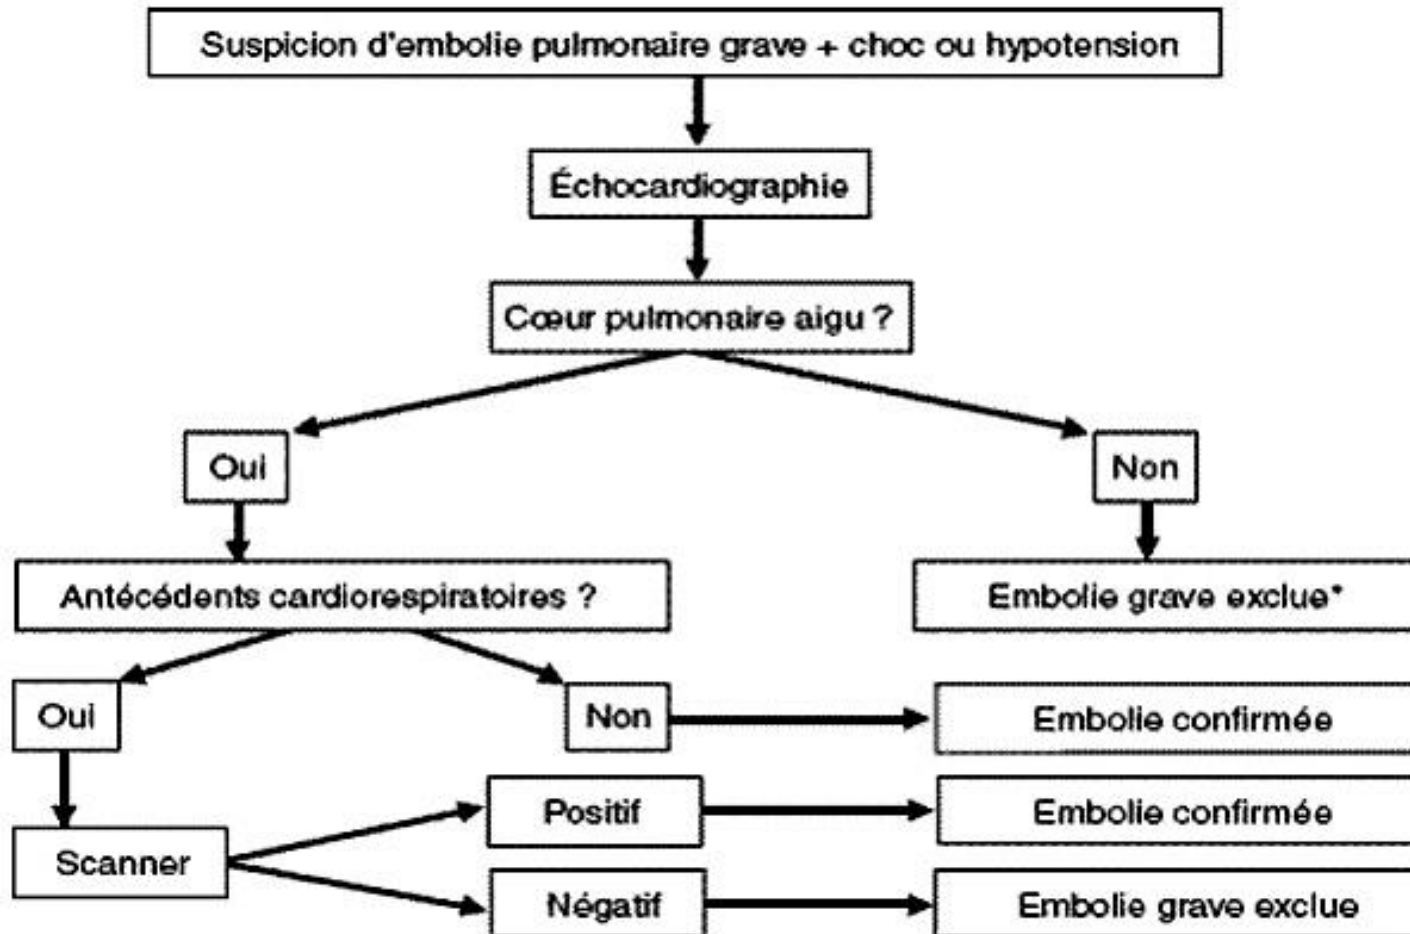 Suspicion d'embolie pulmonaire grave + choc ou hypotension
Échocardiographie
Cœur pulmonaire aigu ?
Oui
Non
Antécédents cardiorespiratoires ?
Embolie grave exclue*
Oui
Non
Embolie confirmée
Positif
Embolie confirmée
Scanner
Négatif
Embolie grave exclue